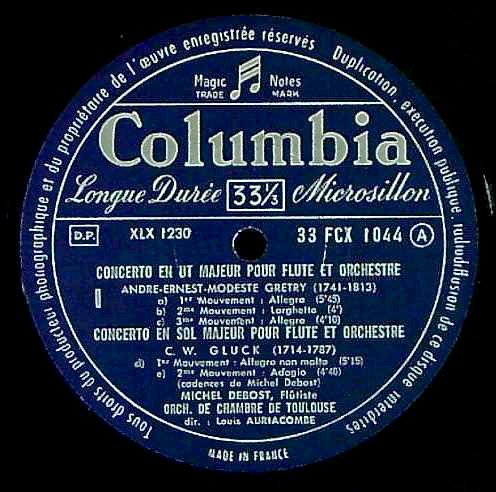 Tous droits du producteur phonographique et du propriétaire de l'œuvre enregistrée réservés
Duplication, exécution publique, radiodiffusion de ce disque interdites
Magic Notes
TRADE MARK
Columbia
Longue Durée 33⅓ Microsillon
D.P. XLX 1230 33 FCX 1044 A
CONCERTO EN UT MAJEUR POUR FLUTE ET ORCHESTRE
ANDRE-ERNEST-MODESTE GRETRY (1741-1813)
I a) 1er Mouvement : Allegro (5'45)
b) 2me Mouvement : Larghetto (4')
c) 3me Mouvement : Allegro (4'10)
CONCERTO EN SOL MAJEUR POUR FLUTE ET ORCHESTRE
C. W. GLUCK (1714-1787)
d) 1er Mouvement : Allegro non molto (5'15)
e) 2me Mouvement : Adagio (4'40)
(cadences de Michel Debost)
MICHEL DEBOST, Flûtiste
ORCH. DE CHAMBRE DE TOULOUSE
dir. : Louis AURIACOMBE
MADE IN FRANCE